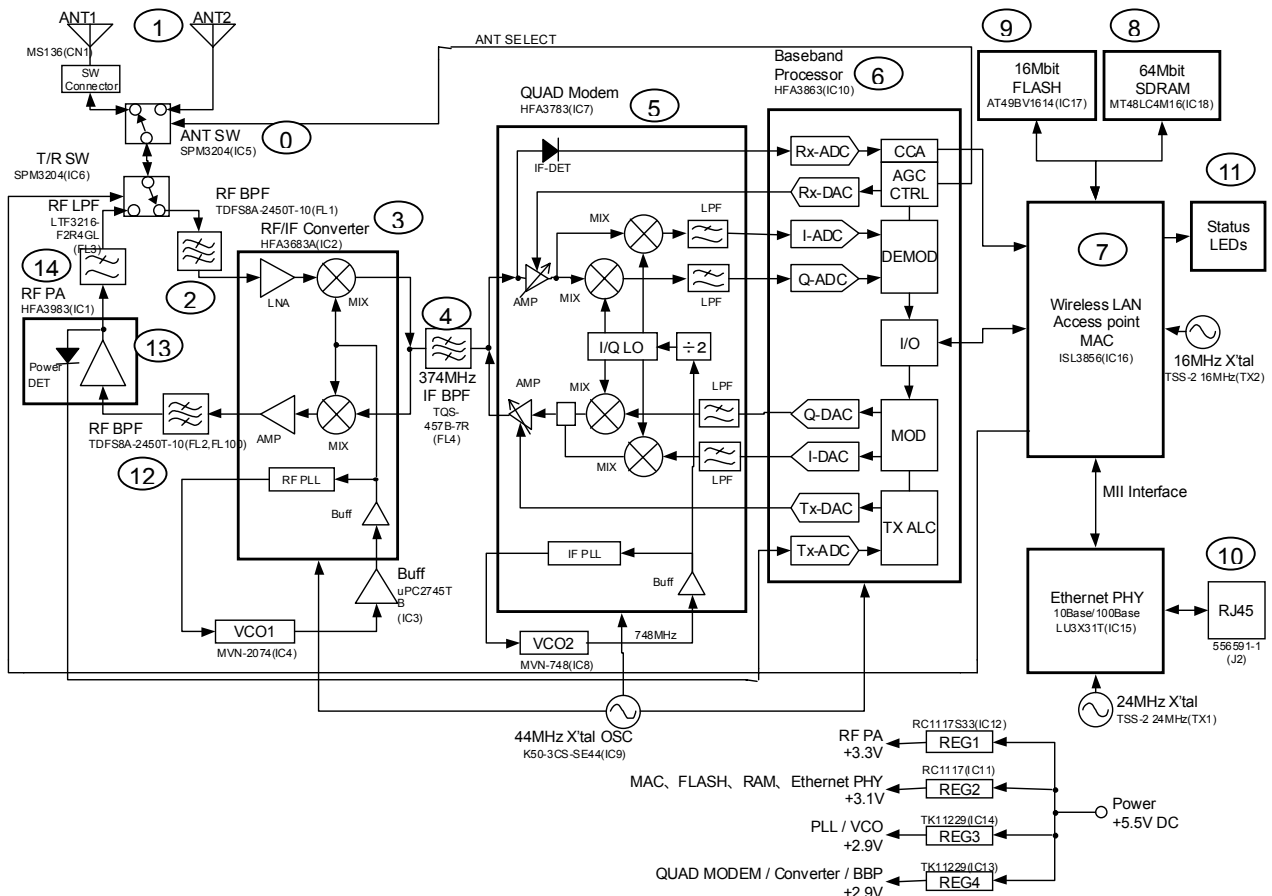 ANT1
1
ANT2
MS136(CN1)
SW
Connector
ANT SELECT
0
ANT SW
SPM3204(IC5)
T/R SW
SPM3204(IC6)
RF LPF
LTF3216-
F2R4GL
(FL3)
RF BPF
TDFS8A-2450T-10(FL1)
2
14
RF PA
HFA3983(IC1)
13
Power
DET
RF BPF
TDFS8A-2450T-10(FL2,FL100)
12
RF/IF Converter
HFA3683A(IC2)
3
LNA
MIX
AMP
MIX
RF PLL
Buff
Buff
uPC2745T
B
(IC3)
VCO1
MVN-2074(IC4)
4
374MHz
IF BPF
TQS-
457B-7R
(FL4)
QUAD Modem
HFA3783(IC7)
5
IF-DET
AMP
MIX
MIX
LPF
LPF
I/Q LO
÷2
AMP
MIX
MIX
LPF
LPF
IF PLL
Buff
VCO2
748MHz
MVN-748(IC8)
44MHz X'tal OSC
K50-3CS-SE44(IC9)
Baseband
Processor
HFA3863(IC10)
6
Rx-ADC
CCA
Rx-DAC
AGC
CTRL
I-ADC
Q-ADC
DEMOD
I/O
Q-DAC
I-DAC
MOD
Tx-DAC
Tx-ADC
TX ALC
9
16Mbit
FLASH
AT49BV1614(IC17)
8
64Mbit
SDRAM
MT48LC4M16(IC18)
11
Status
LEDs
7
Wireless LAN
Access point
MAC
ISL3856(IC16)
16MHz X'tal
TSS-2 16MHz(TX2)
MII Interface
Ethernet PHY
10Base/100Base
LU3X31T(IC15)
10
RJ45
556591-1
(J2)
24MHz X'tal
TSS-2 24MHz(TX1)
RF PA
+3.3V
RC1117S33(IC12)
REG1
MAC、FLASH、RAM、Ethernet PHY
+3.1V
RC1117(IC11)
REG2
PLL / VCO
+2.9V
TK11229(IC14)
REG3
QUAD MODEM / Converter / BBP
+2.9V
TK11229(IC13)
REG4
Power
+5.5V DC